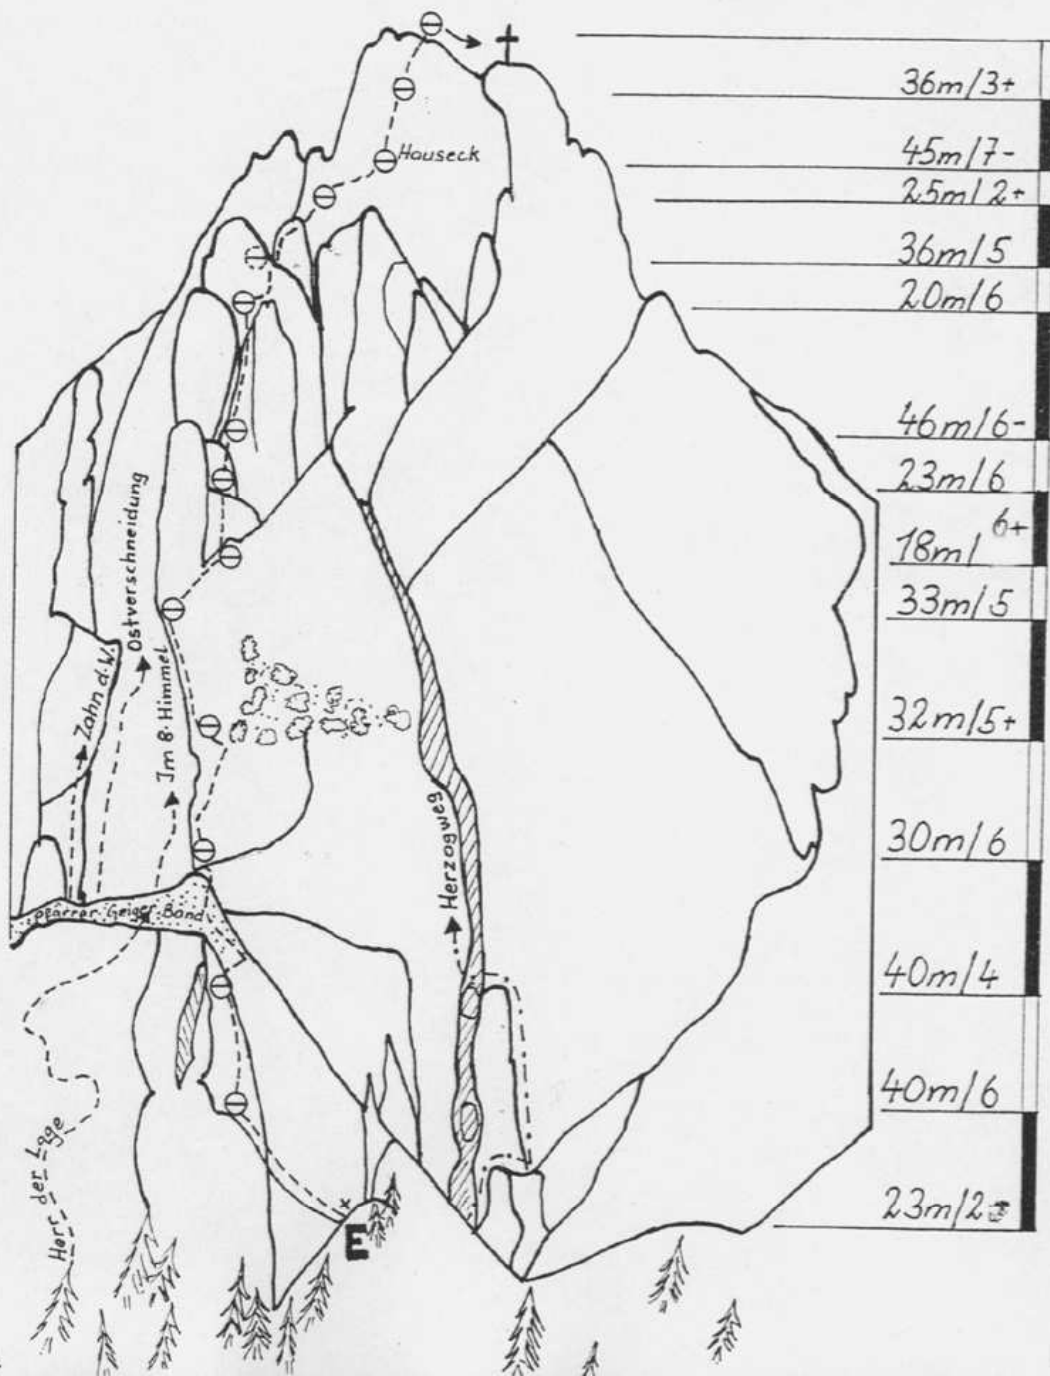 36m/3+
Hauseck
45m/7-
25m/2+
36m/5
20m/6
46m/6-
23m/6
18m/6+
33m/5
32m/5+
30m/6
40m/4
40m/6
23m/2
Zahn d. W.
Ostverschneidung
Im 8. Himmel
Herzogweg
Pfarrer Geiger Band
Herr der Lage
x
E